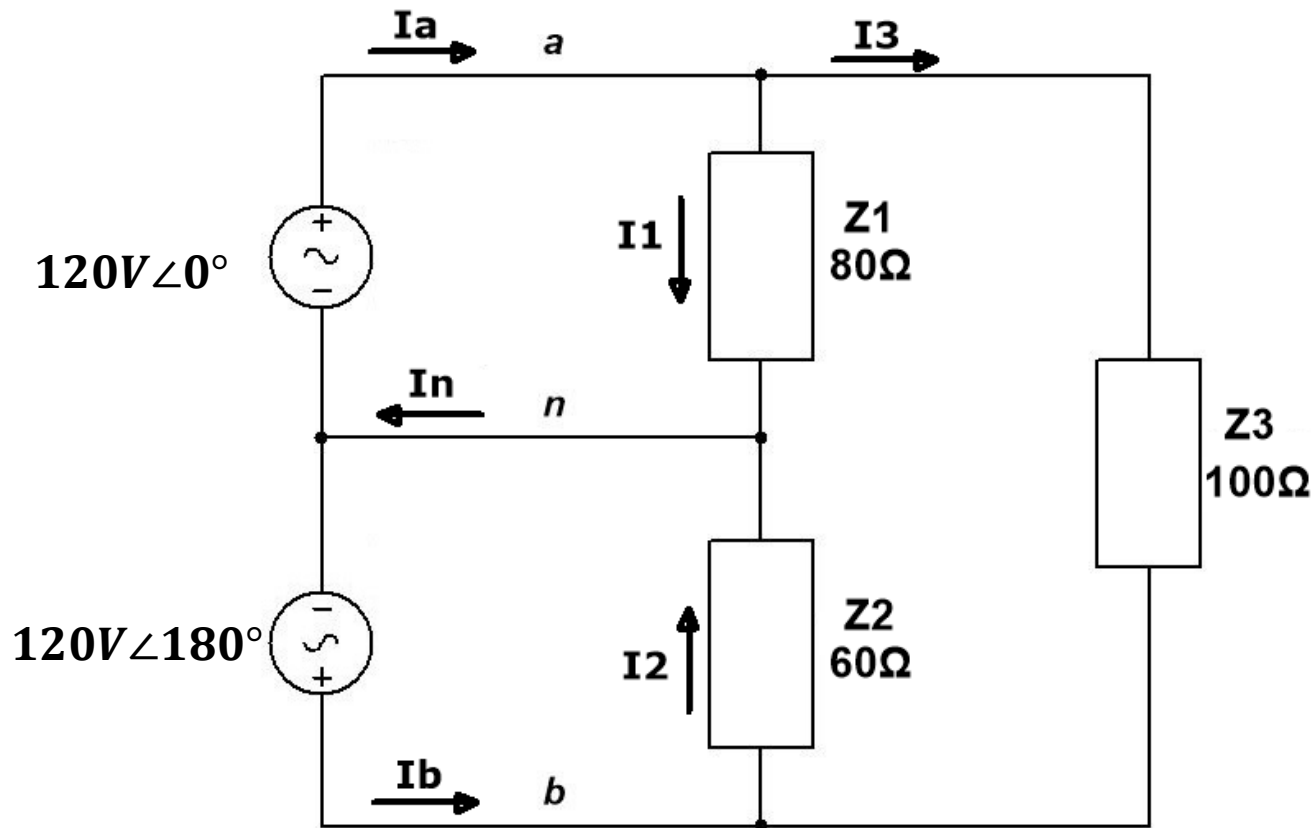 Ia
a
I3
+
−
120V∠0°
I1
Z1
80Ω
In
n
Z3
100Ω
−
+
120V∠180°
I2
Z2
60Ω
Ib
b